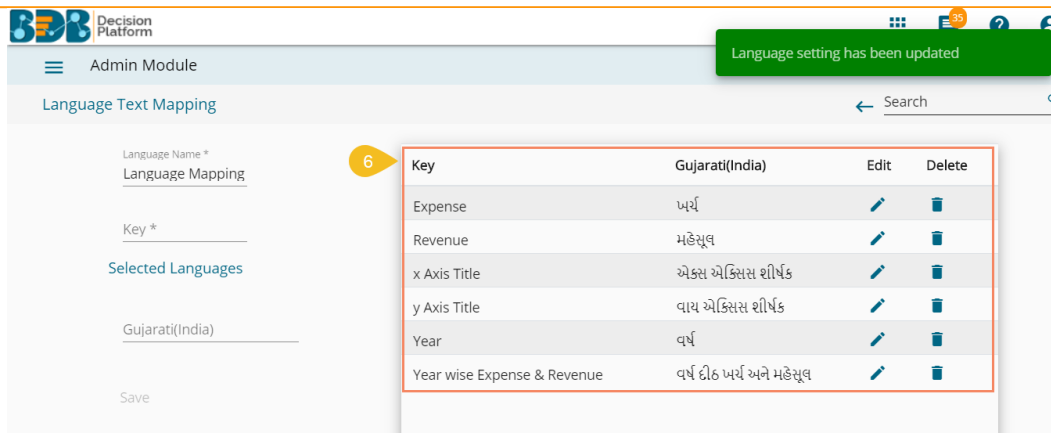 BDB Decision Platform
35
Language setting has been updated
Admin Module
Language Text Mapping
Search
Language Name *
Language Mapping
Key *
Selected Languages
Gujarati(India)
Save
6
Key Gujarati(India) Edit Delete
Expense ખર્ચ
Revenue મહેસૂલ
x Axis Title એક્સ એક્સિસ શીર્ષક
y Axis Title વાય એક્સિસ શીર્ષક
Year વર્ષ
Year wise Expense & Revenue વર્ષ દીઠ ખર્ચ અને મહેસૂલ